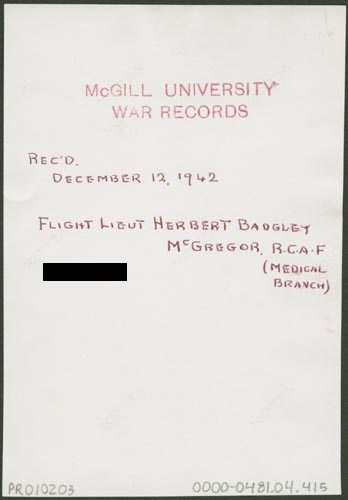 McGILL UNIVERSITY
WAR RECORDS
REC'D.
DECEMBER 12, 1942
FLIGHT LIEUT HERBERT BADGLEY
McGREGOR, R.C.A.F
(MEDICAL
BRANCH)
PR010203
0000-0481.04.415